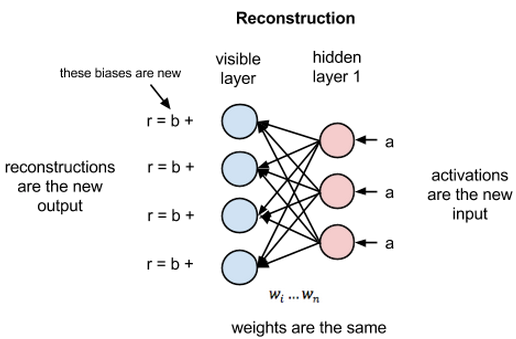 Reconstruction
visible
layer
hidden
layer 1
these biases are new
r = b +
r = b +
r = b +
r = b +
a
a
a
reconstructions
are the new
output
activations
are the new
input
wᵢ ... wₙ
weights are the same